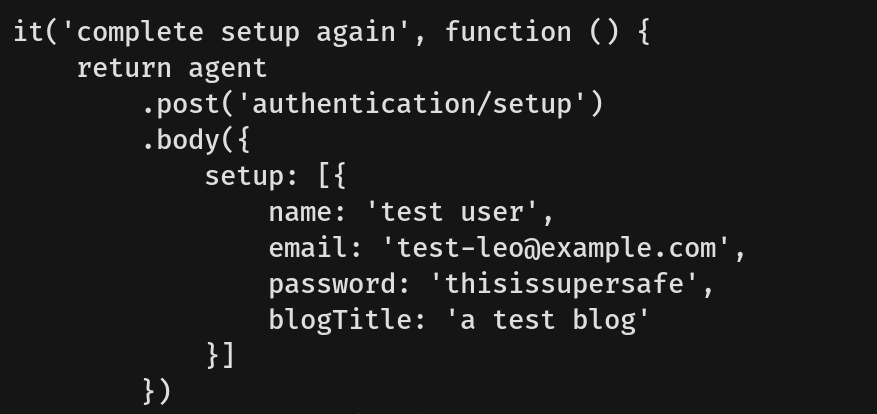 it('complete setup again', function () {
    return agent
        .post('authentication/setup')
        .body({
            setup: [{
                name: 'test user',
                email: 'test-leo@example.com',
                password: 'thisissupersafe',
                blogTitle: 'a test blog'
            }]
        })